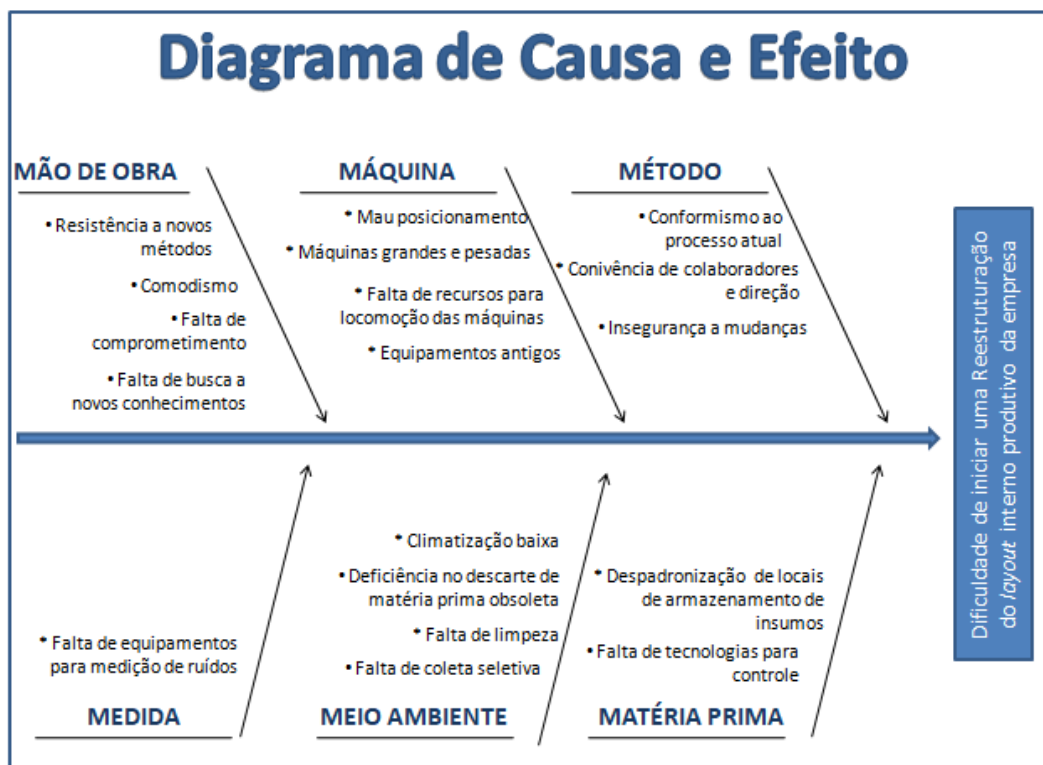 Diagrama de Causa e Efeito
MÃO DE OBRA
• Resistência a novos
métodos
• Comodismo
• Falta de
comprometimento
• Falta de busca a
novos conhecimentos
MÁQUINA
* Mau posicionamento
* Máquinas grandes e pesadas
* Falta de recursos para
locomoção das máquinas
* Equipamentos antigos
MÉTODO
• Conformismo ao
processo atual
* Conivência de colaboradores
e direção
• Insegurança a mudanças
* Falta de equipamentos
para medição de ruídos
MEDIDA
* Climatização baixa
• Deficiência no descarte de
matéria prima obsoleta
* Falta de limpeza
• Falta de coleta seletiva
MEIO AMBIENTE
* Despadronização de locais
de armazenamento de
insumos
• Falta de tecnologias para
controle
MATÉRIA PRIMA
Dificuldade de iniciar uma Reestruturação
do layout interno produtivo da empresa